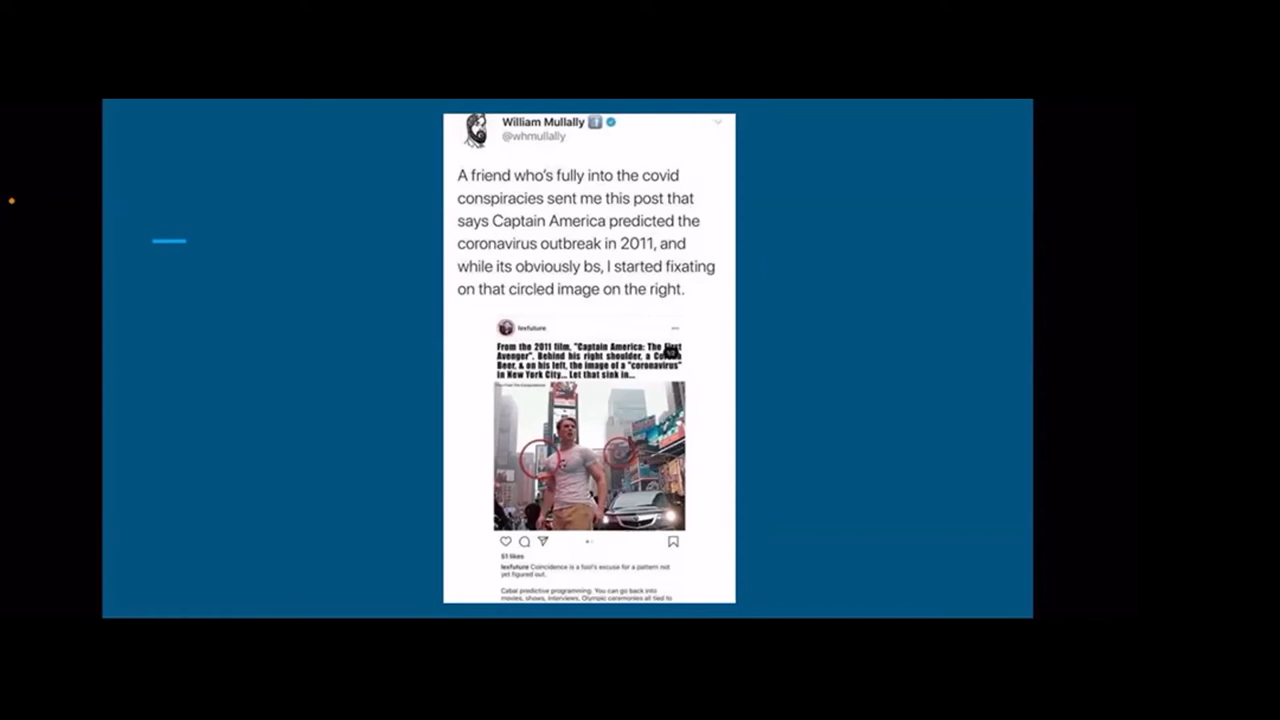 William Mullally
@whmullally
A friend who's fully into the covid
conspiracies sent me this post that
says Captain America predicted the
coronavirus outbreak in 2011, and
while its obviously bs, I started fixating
on that circled image on the right.
lexfuture
From the 2011 film, "Captain America: The First
Avenger". Behind his right shoulder, a Corona
Beer, & on his left, the image of a "coronavirus"
in New York City... Let that sink in...
51 likes
lexfuture Coincidence is a fool's excuse for a pattern not
yet figured out.
Cabal predictive programming. You can go back into
movies, shows, interviews, Olympic ceremonies all tied to